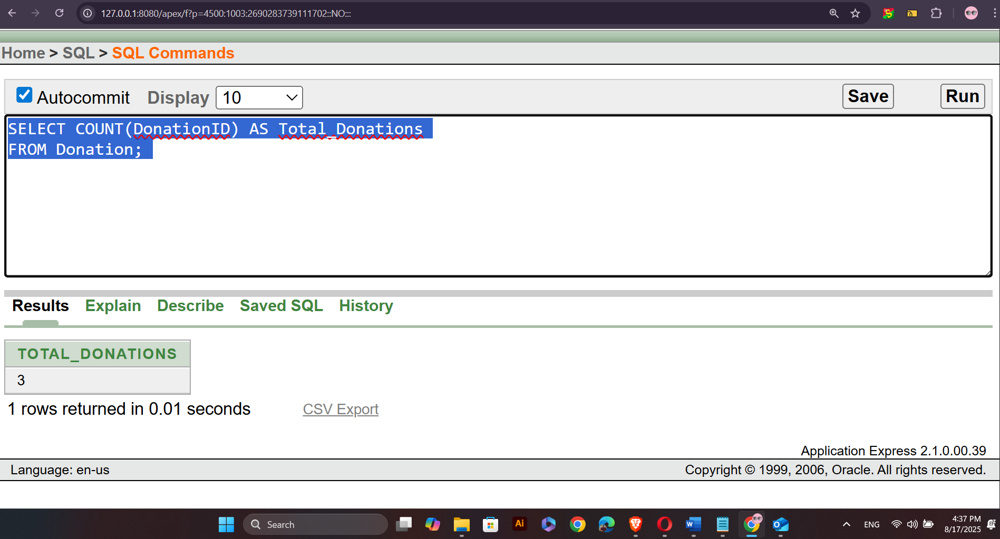 127.0.0.1:8080/apex/f?p=4500:1003:2690283739111702::NO:::
Home > SQL > SQL Commands
Autocommit Display 10 Save Run
SELECT COUNT(DonationID) AS Total_Donations
FROM Donation;
Results Explain Describe Saved SQL History
TOTAL_DONATIONS
3
1 rows returned in 0.01 seconds CSV Export
Application Express 2.1.0.00.39
Language: en-us Copyright © 1999, 2006, Oracle. All rights reserved.
Search Ai ENG 4:37 PM
8/17/2025